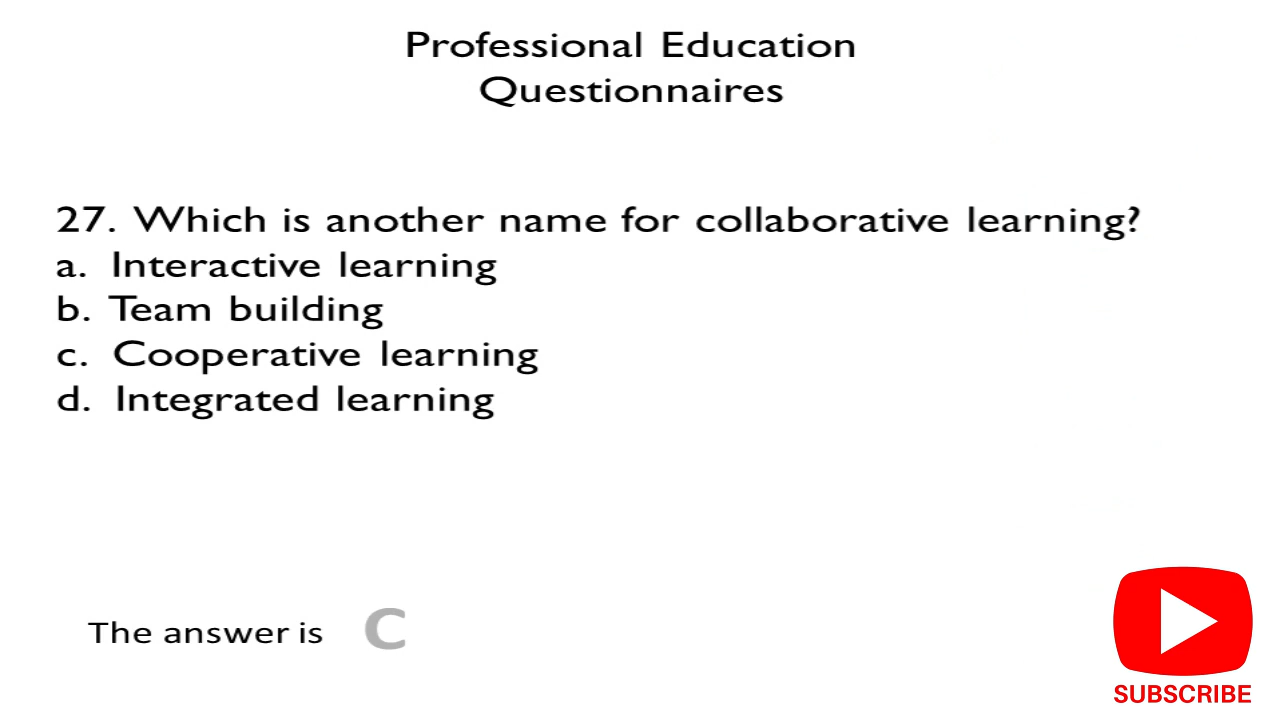 Professional Education
Questionnaires
27. Which is another name for collaborative learning?
a. Interactive learning
b. Team building
c. Cooperative learning
d. Integrated learning
The answer is C
SUBSCRIBE